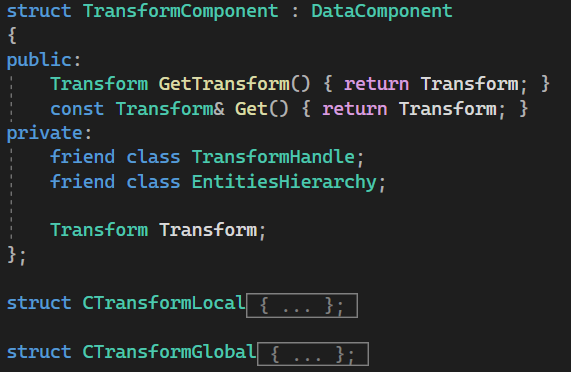 struct TransformComponent : DataComponent
{
public:
    Transform GetTransform() { return Transform; }
    const Transform& Get() { return Transform; }
private:
    friend class TransformHandle;
    friend class EntitiesHierarchy;

    Transform Transform;
};

struct CTransformLocal { ... };

struct CTransformGlobal { ... };